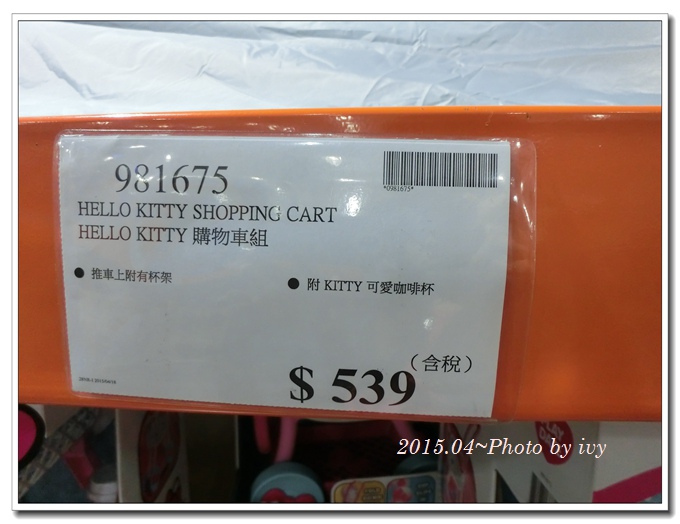 981675
*0981675*
HELLO KITTY SHOPPING CART
HELLO KITTY 購物車組
● 推車上附有杯架
● 附 KITTY 可愛咖啡杯
（含稅）
$ 539
2015.04~Photo by ivy